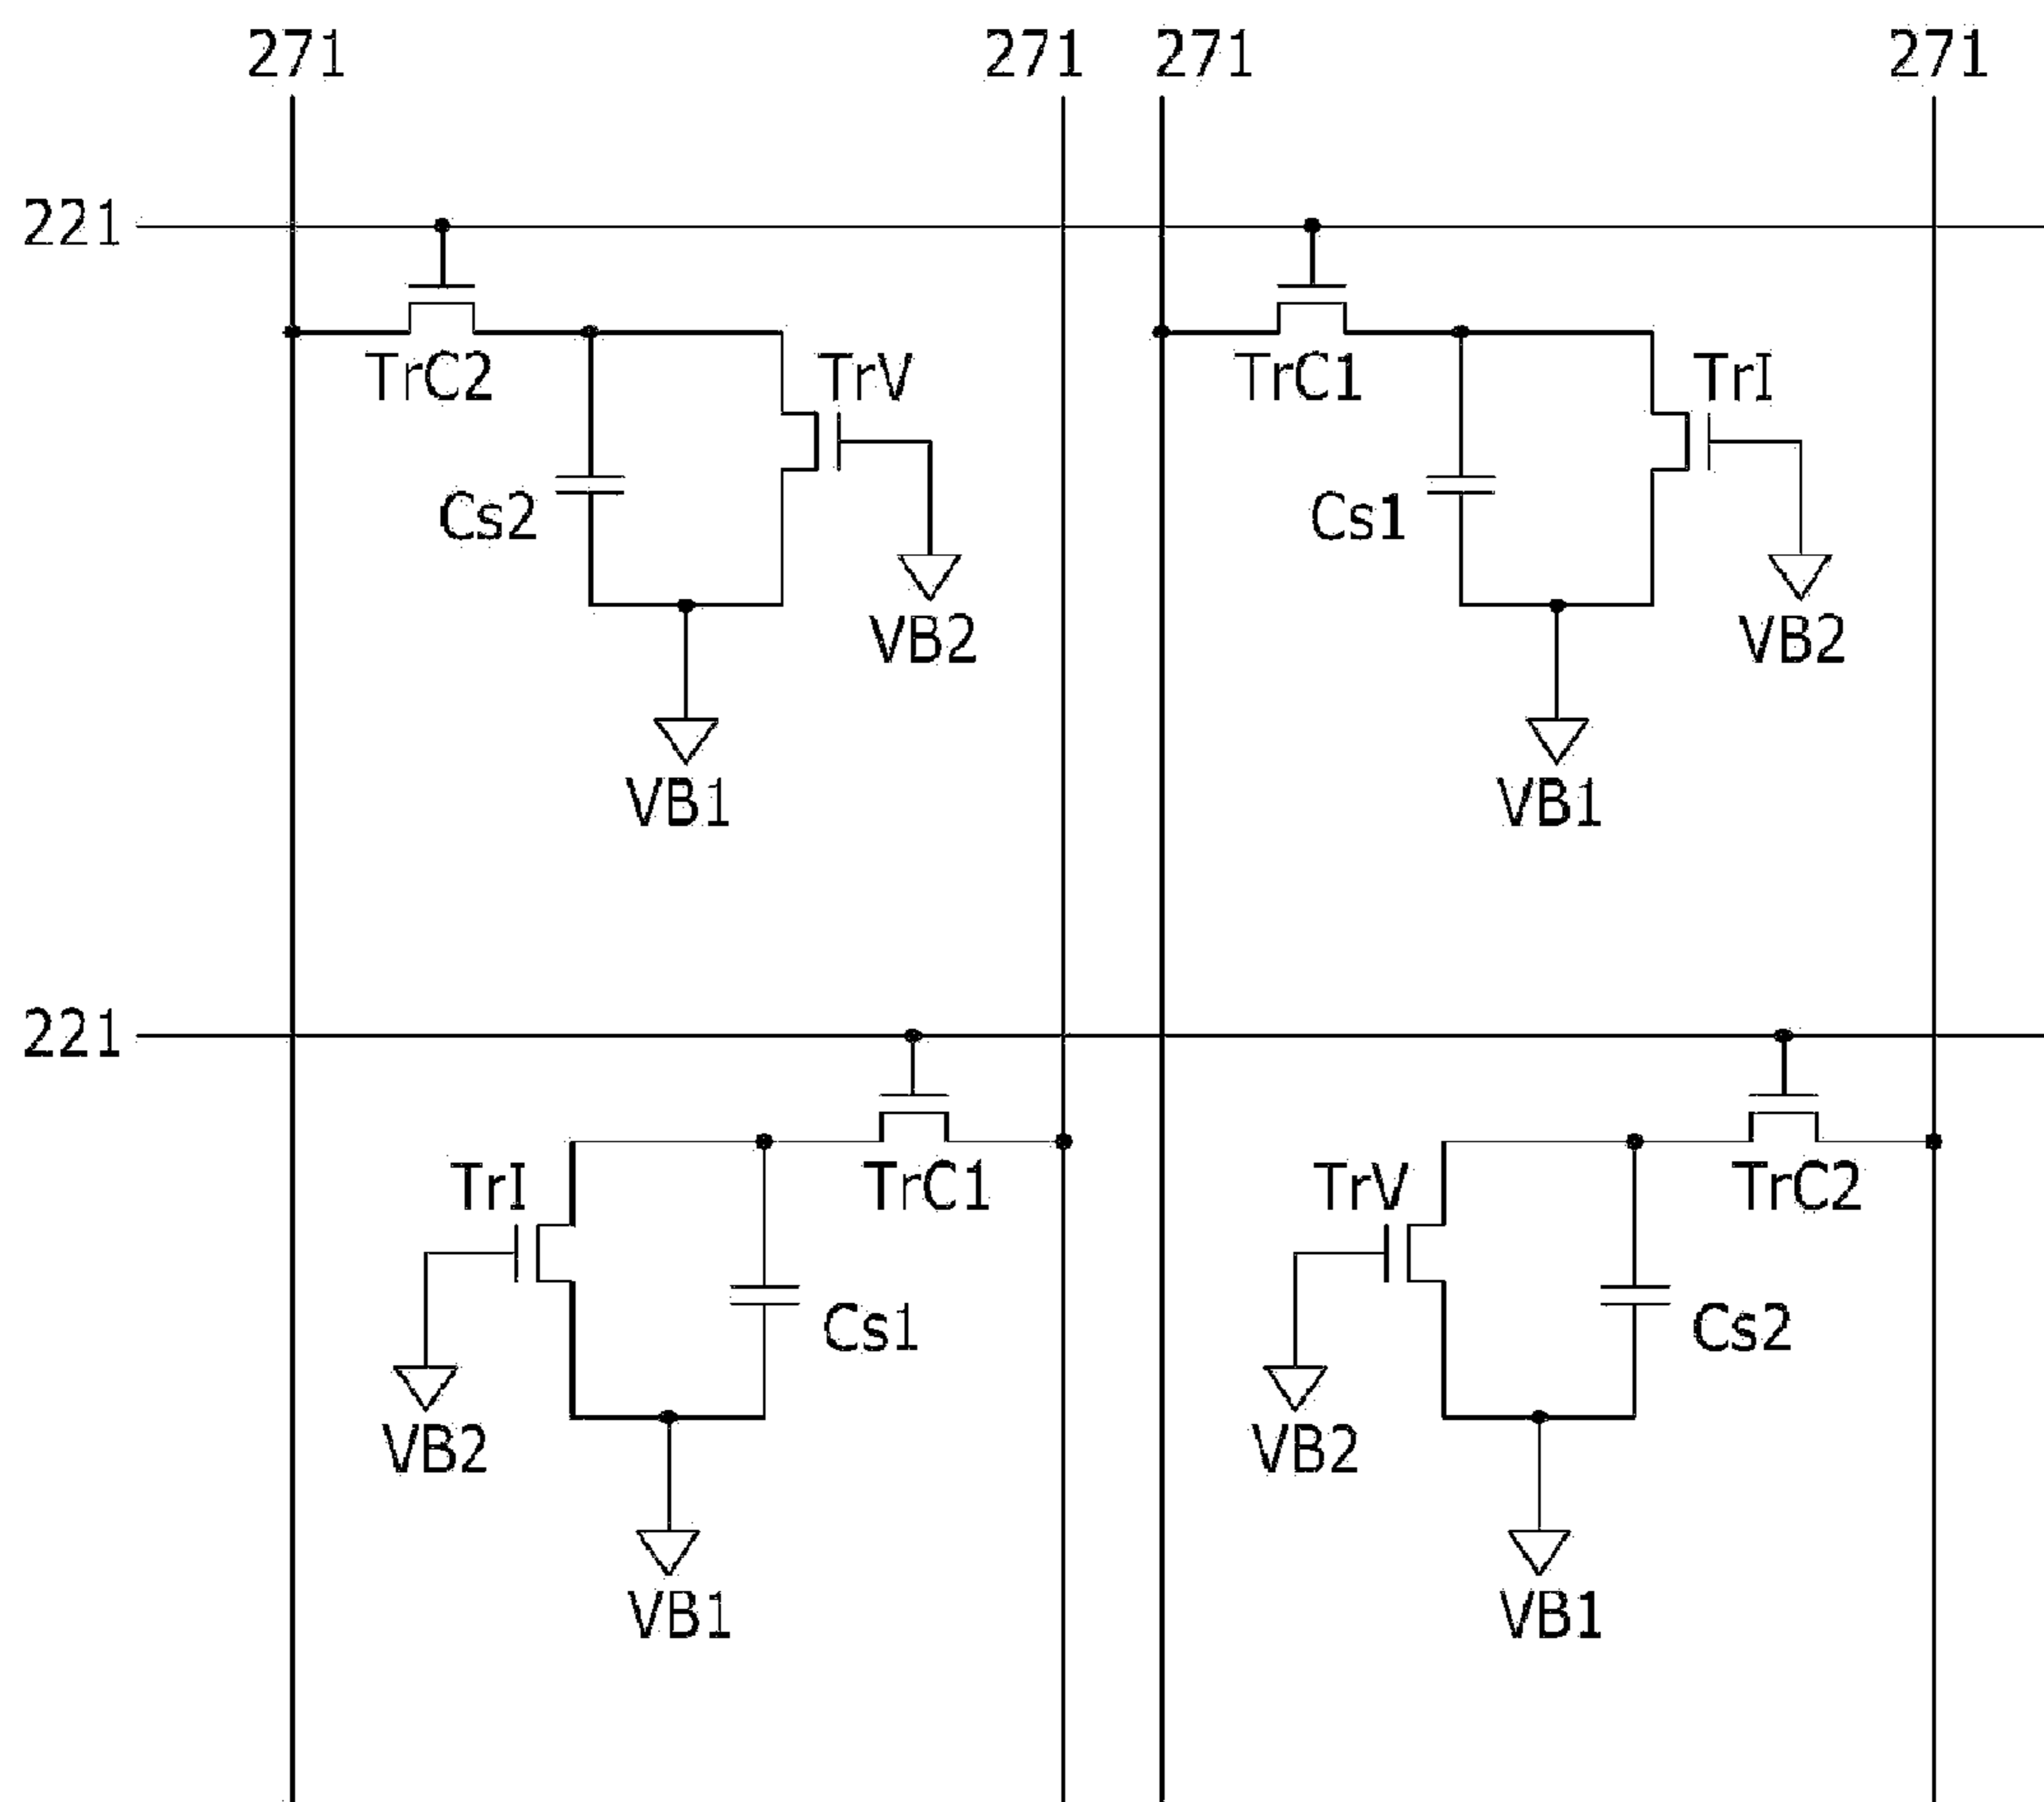 271 271 271 271
221
TrC2 TrV TrC1 TrI
Cs2 Cs1
VB2 VB2
VB1 VB1
221
TrI TrC1 TrV TrC2
Cs1 Cs2
VB2 VB2
VB1 VB1